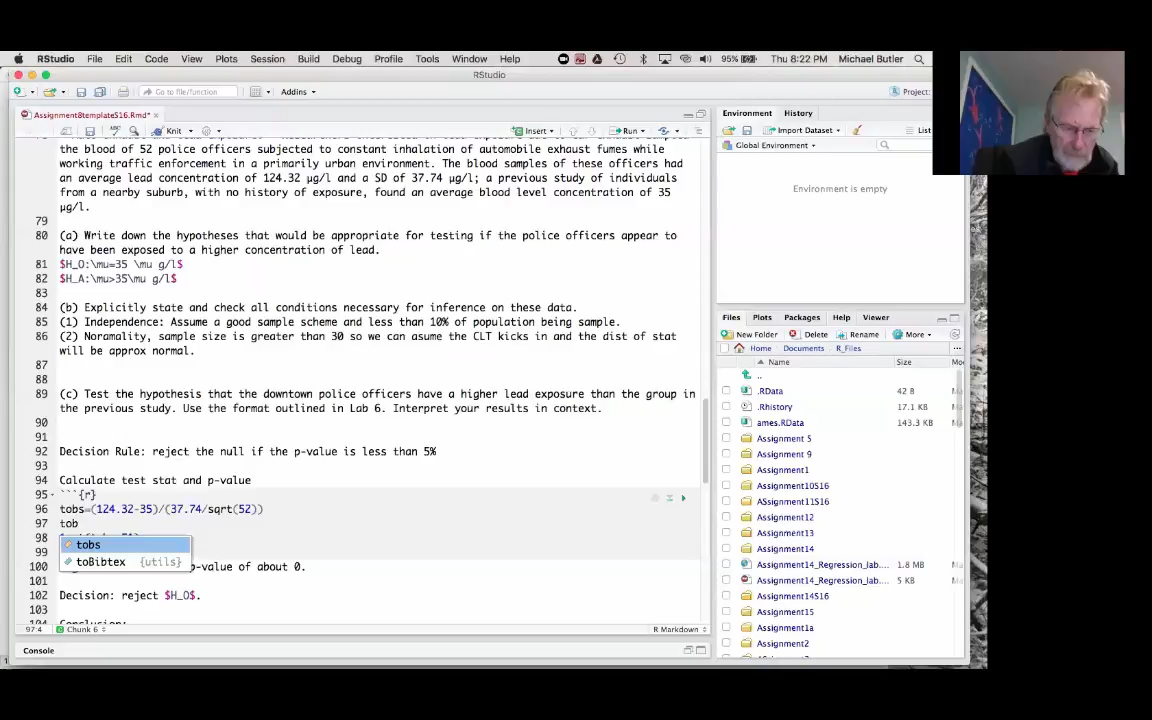 RStudio File Edit Code View Plots Session Build Debug Profile Tools Window Help 95% Thu 8:22 PM Michael Butler
RStudio
Go to file/function Addins Project:
Assignment8templateS16.Rmd* Environment History
Knit Insert Run Import Dataset List
Global Environment
the blood of 52 police officers subjected to constant inhalation of automobile exhaust fumes while
working traffic enforcement in a primarily urban environment. The blood samples of these officers had
an average lead concentration of 124.32 µg/l and a SD of 37.74 µg/l; a previous study of individuals
from a nearby suburb, with no history of exposure, found an average blood level concentration of 35
µg/l.
Environment is empty
79
80 (a) Write down the hypotheses that would be appropriate for testing if the police officers appear to
have been exposed to a higher concentration of lead.
81 $H_O:\mu=35 \mu g/l$
82 $H_A:\mu>35\mu g/l$
83
84 (b) Explicitly state and check all conditions necessary for inference on these data.
85 (1) Independence: Assume a good sample scheme and less than 10% of population being sample.
86 (2) Noramality, sample size is greater than 30 so we can asume the CLT kicks in and the dist of stat
will be approx normal.
87
88
89 (c) Test the hypothesis that the downtown police officers have a higher lead exposure than the group in
the previous study. Use the format outlined in Lab 6. Interpret your results in context.
90
91
92 Decision Rule: reject the null if the p-value is less than 5%
93
94 Calculate test stat and p-value
95 ```{r}
96 tobs=(124.32-35)/(37.74/sqrt(52))
97 tob
98
tobs
99
toBibtex {utils}
100 p-value of about 0.
101
102 Decision: reject $H_O$.
103
104 Conclusion:
97:4 Chunk 6 R Markdown
Console
Files Plots Packages Help Viewer
New Folder Delete Rename More
Home Documents R_Files
Name Size Mo
..
.RData 42 B
.Rhistory 17.1 KB
ames.RData 143.3 KB
Assignment 5
Assignment 9
Assignment1
Assignment10S16
ASsignment11S16
Assignment12
Assignment13
Assignment14
Assignment14_Regression_lab.... 1.8 MB
Assignment14_Regression_lab.... 5 KB
Assignment14S16
Assignment15
Assignment1a
Assignment2